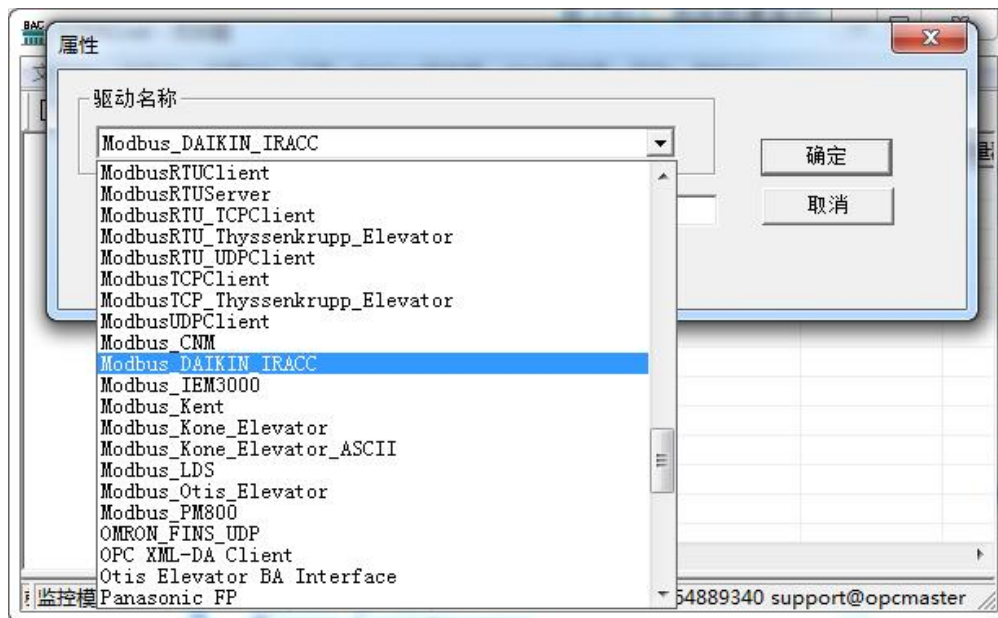 BAC
属性
驱动名称
Modbus_DAIKIN_IRACC
确定
取消
ModbusRTUClient
ModbusRTUServer
ModbusRTU_TCPClient
ModbusRTU_Thyssenkrupp_Elevator
ModbusRTU_UDPClient
ModbusTCPClient
ModbusTCP_Thyssenkrupp_Elevator
ModbusUDPClient
Modbus_CNM
Modbus_DAIKIN_IRACC
Modbus_IEM3000
Modbus_Kent
Modbus_Kone_Elevator
Modbus_Kone_Elevator_ASCII
Modbus_LDS
Modbus_Otis_Elevator
Modbus_PM800
OMRON_FINS_UDP
OPC XML-DA Client
Otis Elevator BA Interface
Panasonic FP
监控模 54889340 support@opcmaster